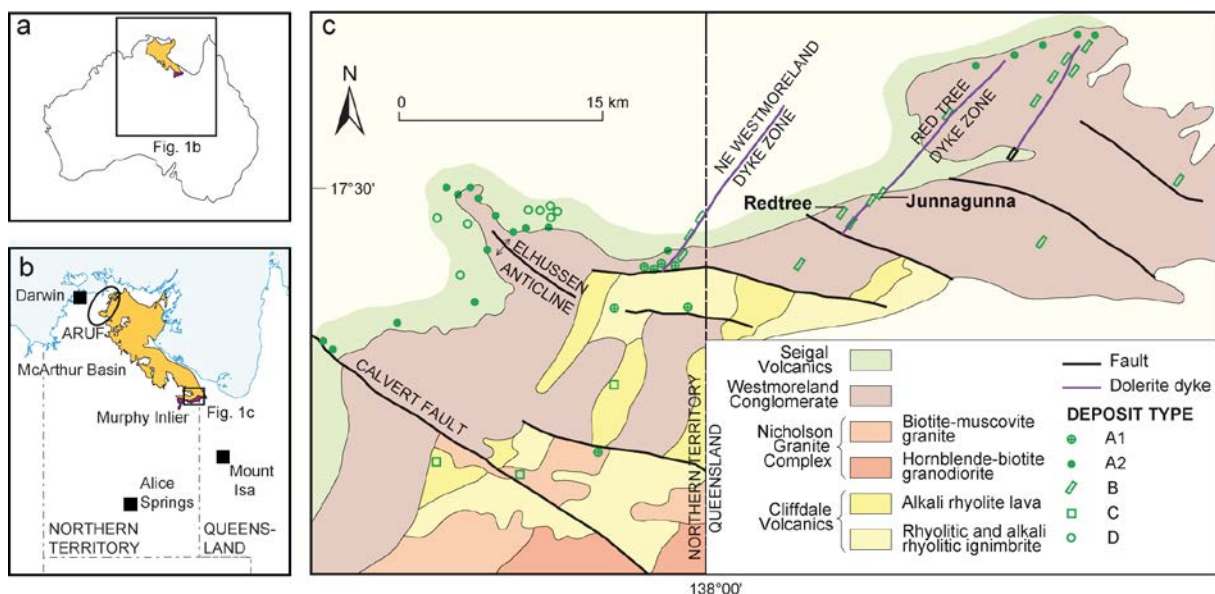 a
Fig. 1b
b
Darwin
ARUF
McArthur Basin
Murphy Inlier
Fig. 1c
Mount
Isa
Alice
Springs
NORTHERN
TERRITORY
QUEENS-
LAND
c
N
0
15 km
17°30'
NE WESTMORELAND
DYKE ZONE
RED TREE
DYKE ZONE
Redtree
Junnagunna
ELHUSSEN
ANTICLINE
CALVERT FAULT
NORTHERN TERRITORY
QUEENSLAND
138°00'
Seigal
Volcanics
Westmoreland
Conglomerate
Nicholson
Granite
Complex
Biotite-muscovite
granite
Hornblende-biotite
granodiorite
Cliffdale
Volcanics
Alkali rhyolite lava
Rhyolitic and alkali
rhyolitic ignimbrite
Fault
Dolerite dyke
DEPOSIT TYPE
A1
A2
B
C
D